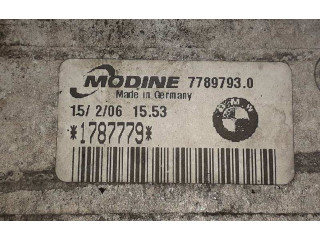 MODINE 7789793.0
Made in Germany
15/ 2/06 15.53
BMW
*1787779*